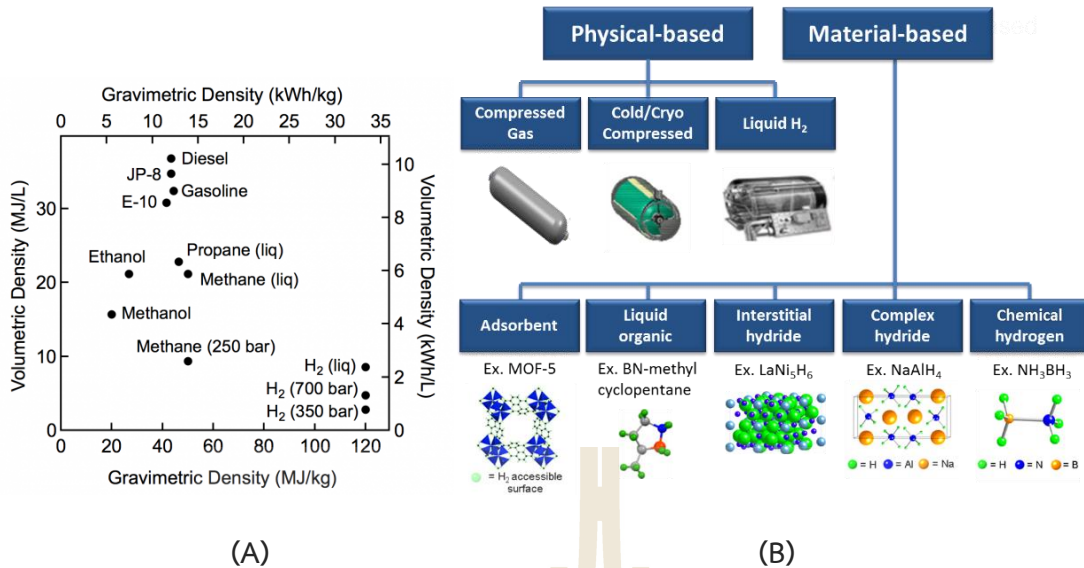 Gravimetric Density (kWh/kg)
0 5 10 15 20 25 30 35
Volumetric Density (MJ/L)
30
20
10
0
Diesel
JP-8
Gasoline
E-10
Propane (liq)
Ethanol
Methane (liq)
Methanol
Methane (250 bar)
H₂ (liq)
H₂ (700 bar)
H₂ (350 bar)
10
8
6
4
2
0
Volumetric Density (kWh/L)
0 20 40 60 80 100 120
Gravimetric Density (MJ/kg)
(A)
Physical-based
Material-based
Compressed
Gas
Cold/Cryo
Compressed
Liquid H₂
Adsorbent
Liquid
organic
Interstitial
hydride
Complex
hydride
Chemical
hydrogen
Ex. MOF-5
Ex. BN-methyl
cyclopentane
Ex. LaNi₅H₆
Ex. NaAlH₄
Ex. NH₃BH₃
= H₂ accessible
surface
= H = Al = Na
= H = N = B
(B)